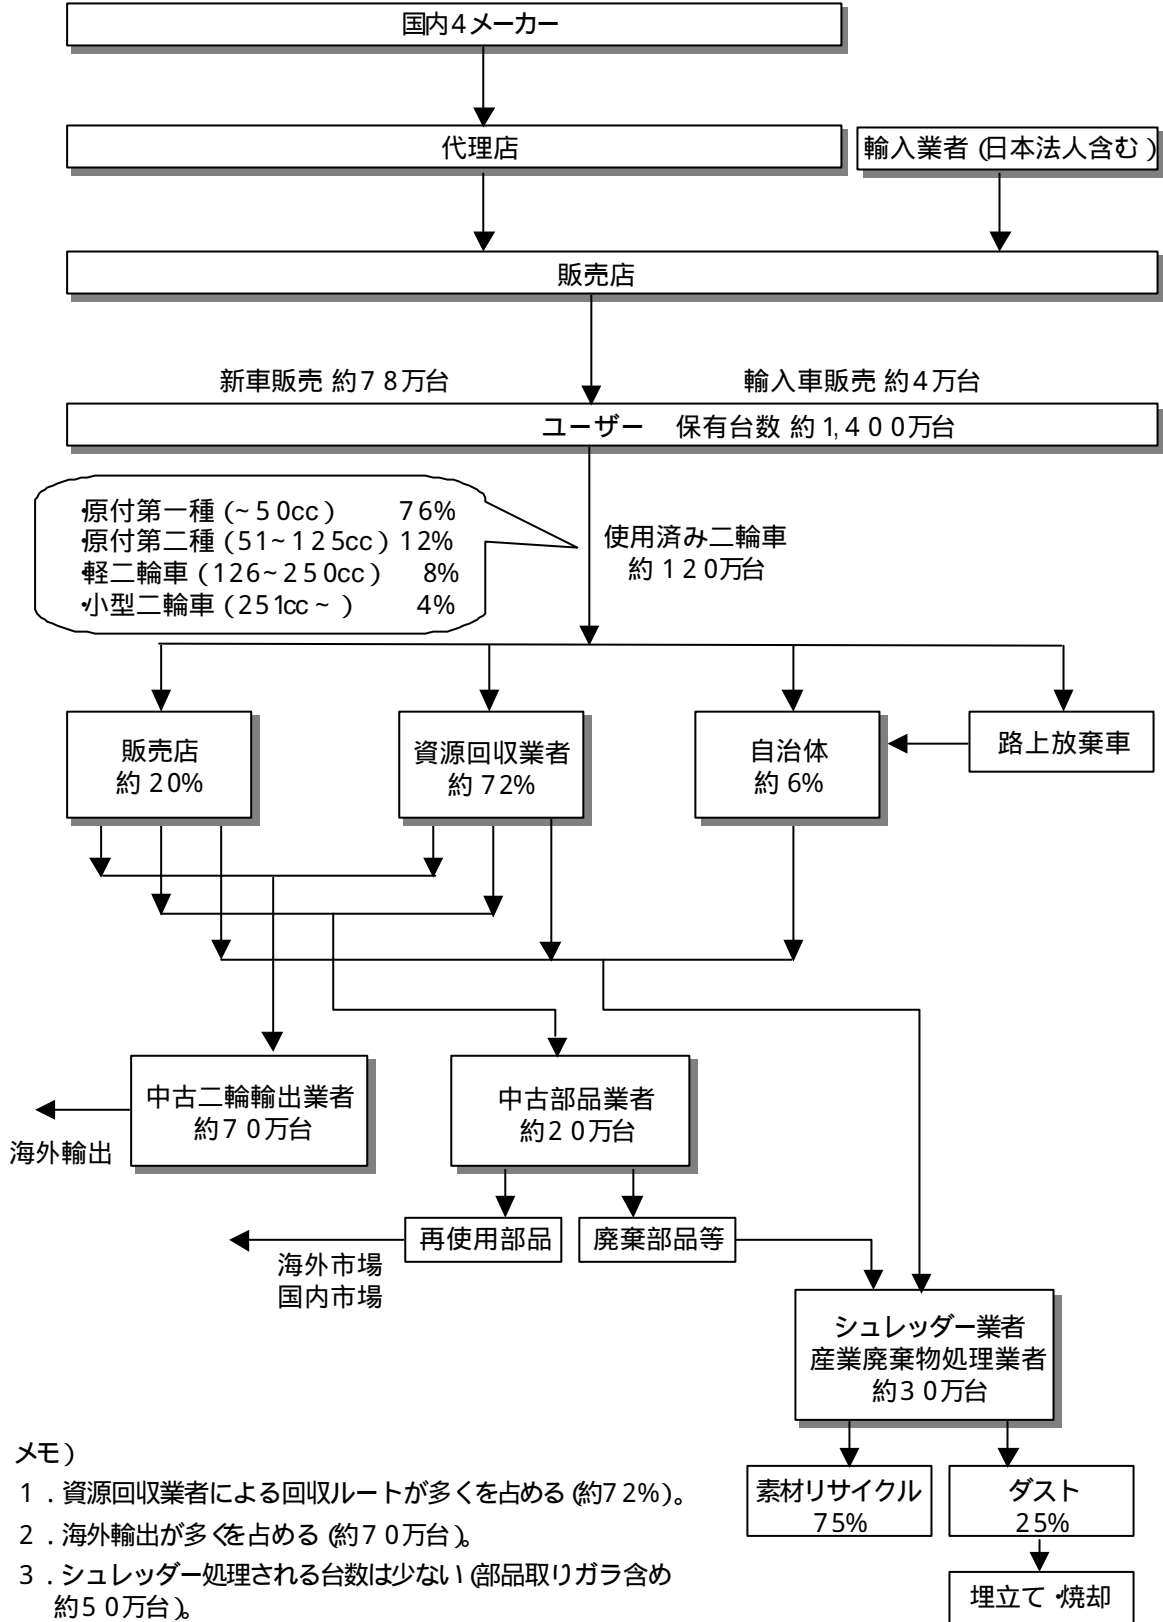 国内4メーカー
代理店
輸入業者(日本法人含む)
販売店
新車販売 約78万台
輸入車販売 約4万台
ユーザー 保有台数 約1,400万台
・原付第一種(~50cc) 76%
・原付第二種(51~125cc) 12%
・軽二輪車(126~250cc) 8%
・小型二輪車(251cc~) 4%
使用済み二輪車
約120万台
販売店
約20%
資源回収業者
約72%
自治体
約6%
路上放棄車
中古二輪輸出業者
約70万台
海外輸出
中古部品業者
約20万台
再使用部品
廃棄部品等
海外市場
国内市場
シュレッダー業者
産業廃棄物処理業者
約30万台
素材リサイクル
75%
ダスト
25%
埋立て・焼却
メモ)
1.資源回収業者による回収ルートが多くを占める(約72%)。
2.海外輸出が多くを占める(約70万台)。
3.シュレッダー処理される台数は少ない(部品取りガラ含め
約50万台)。